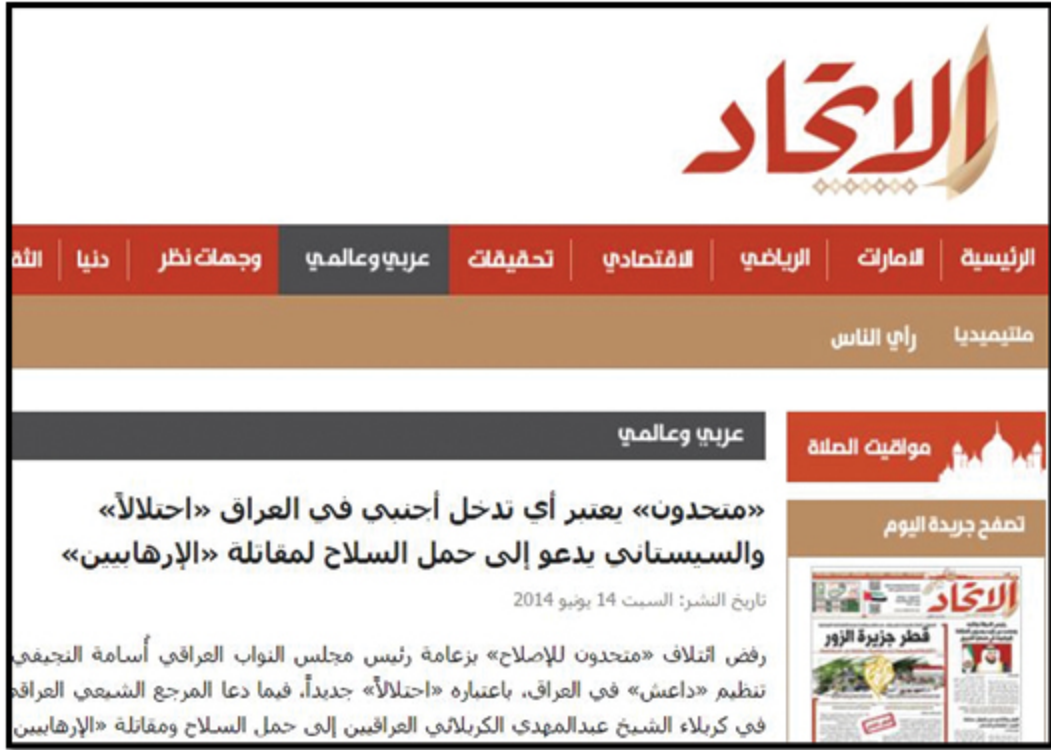 الاتحاد
الرئيسية
الامارات
الرياضي
الاقتصادي
تحقيقات
عربي وعالمي
وجهات نظر
دنيا
الثق
ملتيميديا
رأي الناس
مواقيت الصلاة
تصفح جريدة اليوم
الاتحاد
قطر جزيرة الزور
عربي وعالمي
«متحدون» يعتبر أي تدخل أجنبي في العراق «احتلالاً»
والسيستاني يدعو إلى حمل السلاح لمقاتلة «الإرهابيين»
تاريخ النشر: السبت 14 يونيو 2014
رفض ائتلاف «متحدون للإصلاح» بزعامة رئيس مجلس النواب العراقي أسامة النجيفي
تنظيم «داعش» في العراق، باعتباره «احتلالاً» جديداً، فيما دعا المرجع الشيعي العراقي
في كربلاء الشيخ عبدالمهدي الكربلائي العراقيين إلى حمل السلاح ومقاتلة «الإرهابيين